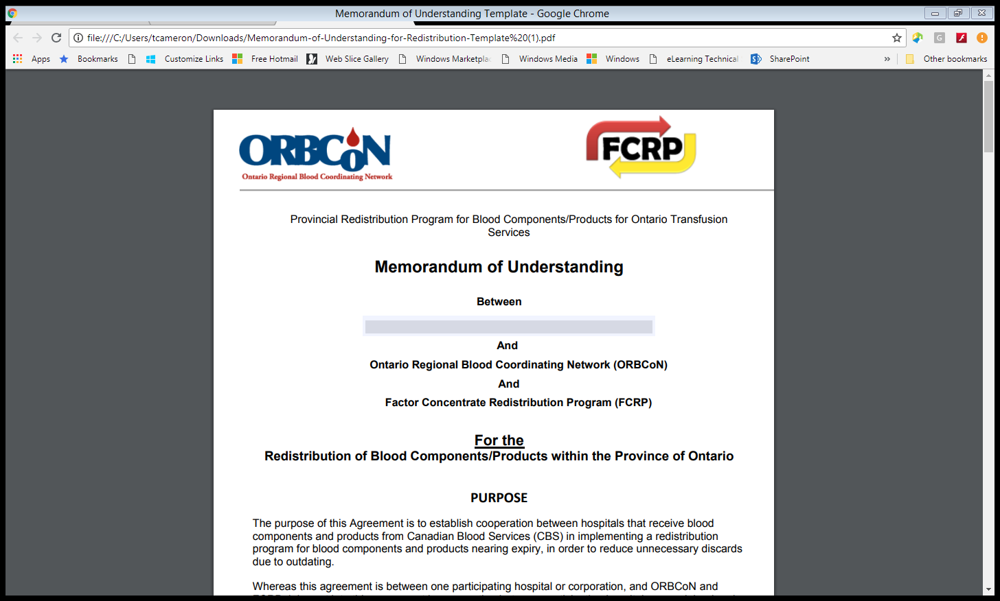 Memorandum of Understanding Template - Google Chrome
file:///C:/Users/tcameron/Downloads/Memorandum-of-Understanding-for-Redistribution-Template%20(1).pdf
G
Apps Bookmarks Customize Links Free Hotmail Web Slice Gallery Windows Marketpla Windows Media Windows eLearning Technical SharePoint » Other bookmarks
ORBCoN
Ontario Regional Blood Coordinating Network
FCRP
Provincial Redistribution Program for Blood Components/Products for Ontario Transfusion
Services
Memorandum of Understanding
Between
And
Ontario Regional Blood Coordinating Network (ORBCoN)
And
Factor Concentrate Redistribution Program (FCRP)
For the
Redistribution of Blood Components/Products within the Province of Ontario
PURPOSE
The purpose of this Agreement is to establish cooperation between hospitals that receive blood
components and products from Canadian Blood Services (CBS) in implementing a redistribution
program for blood components and products nearing expiry, in order to reduce unnecessary discards
due to outdating.
Whereas this agreement is between one participating hospital or corporation, and ORBCoN and